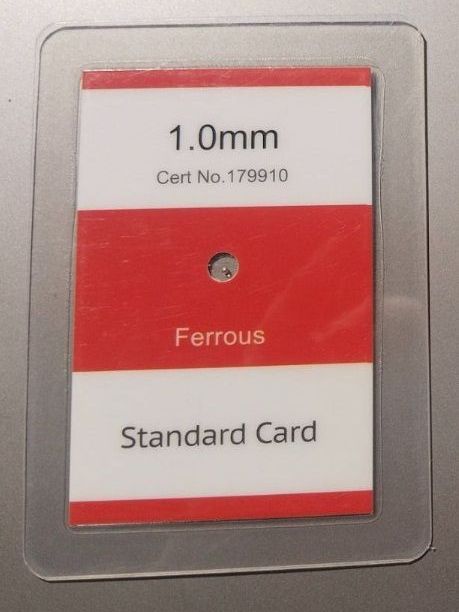 1.0mm
Cert No.179910
Ferrous
Standard Card